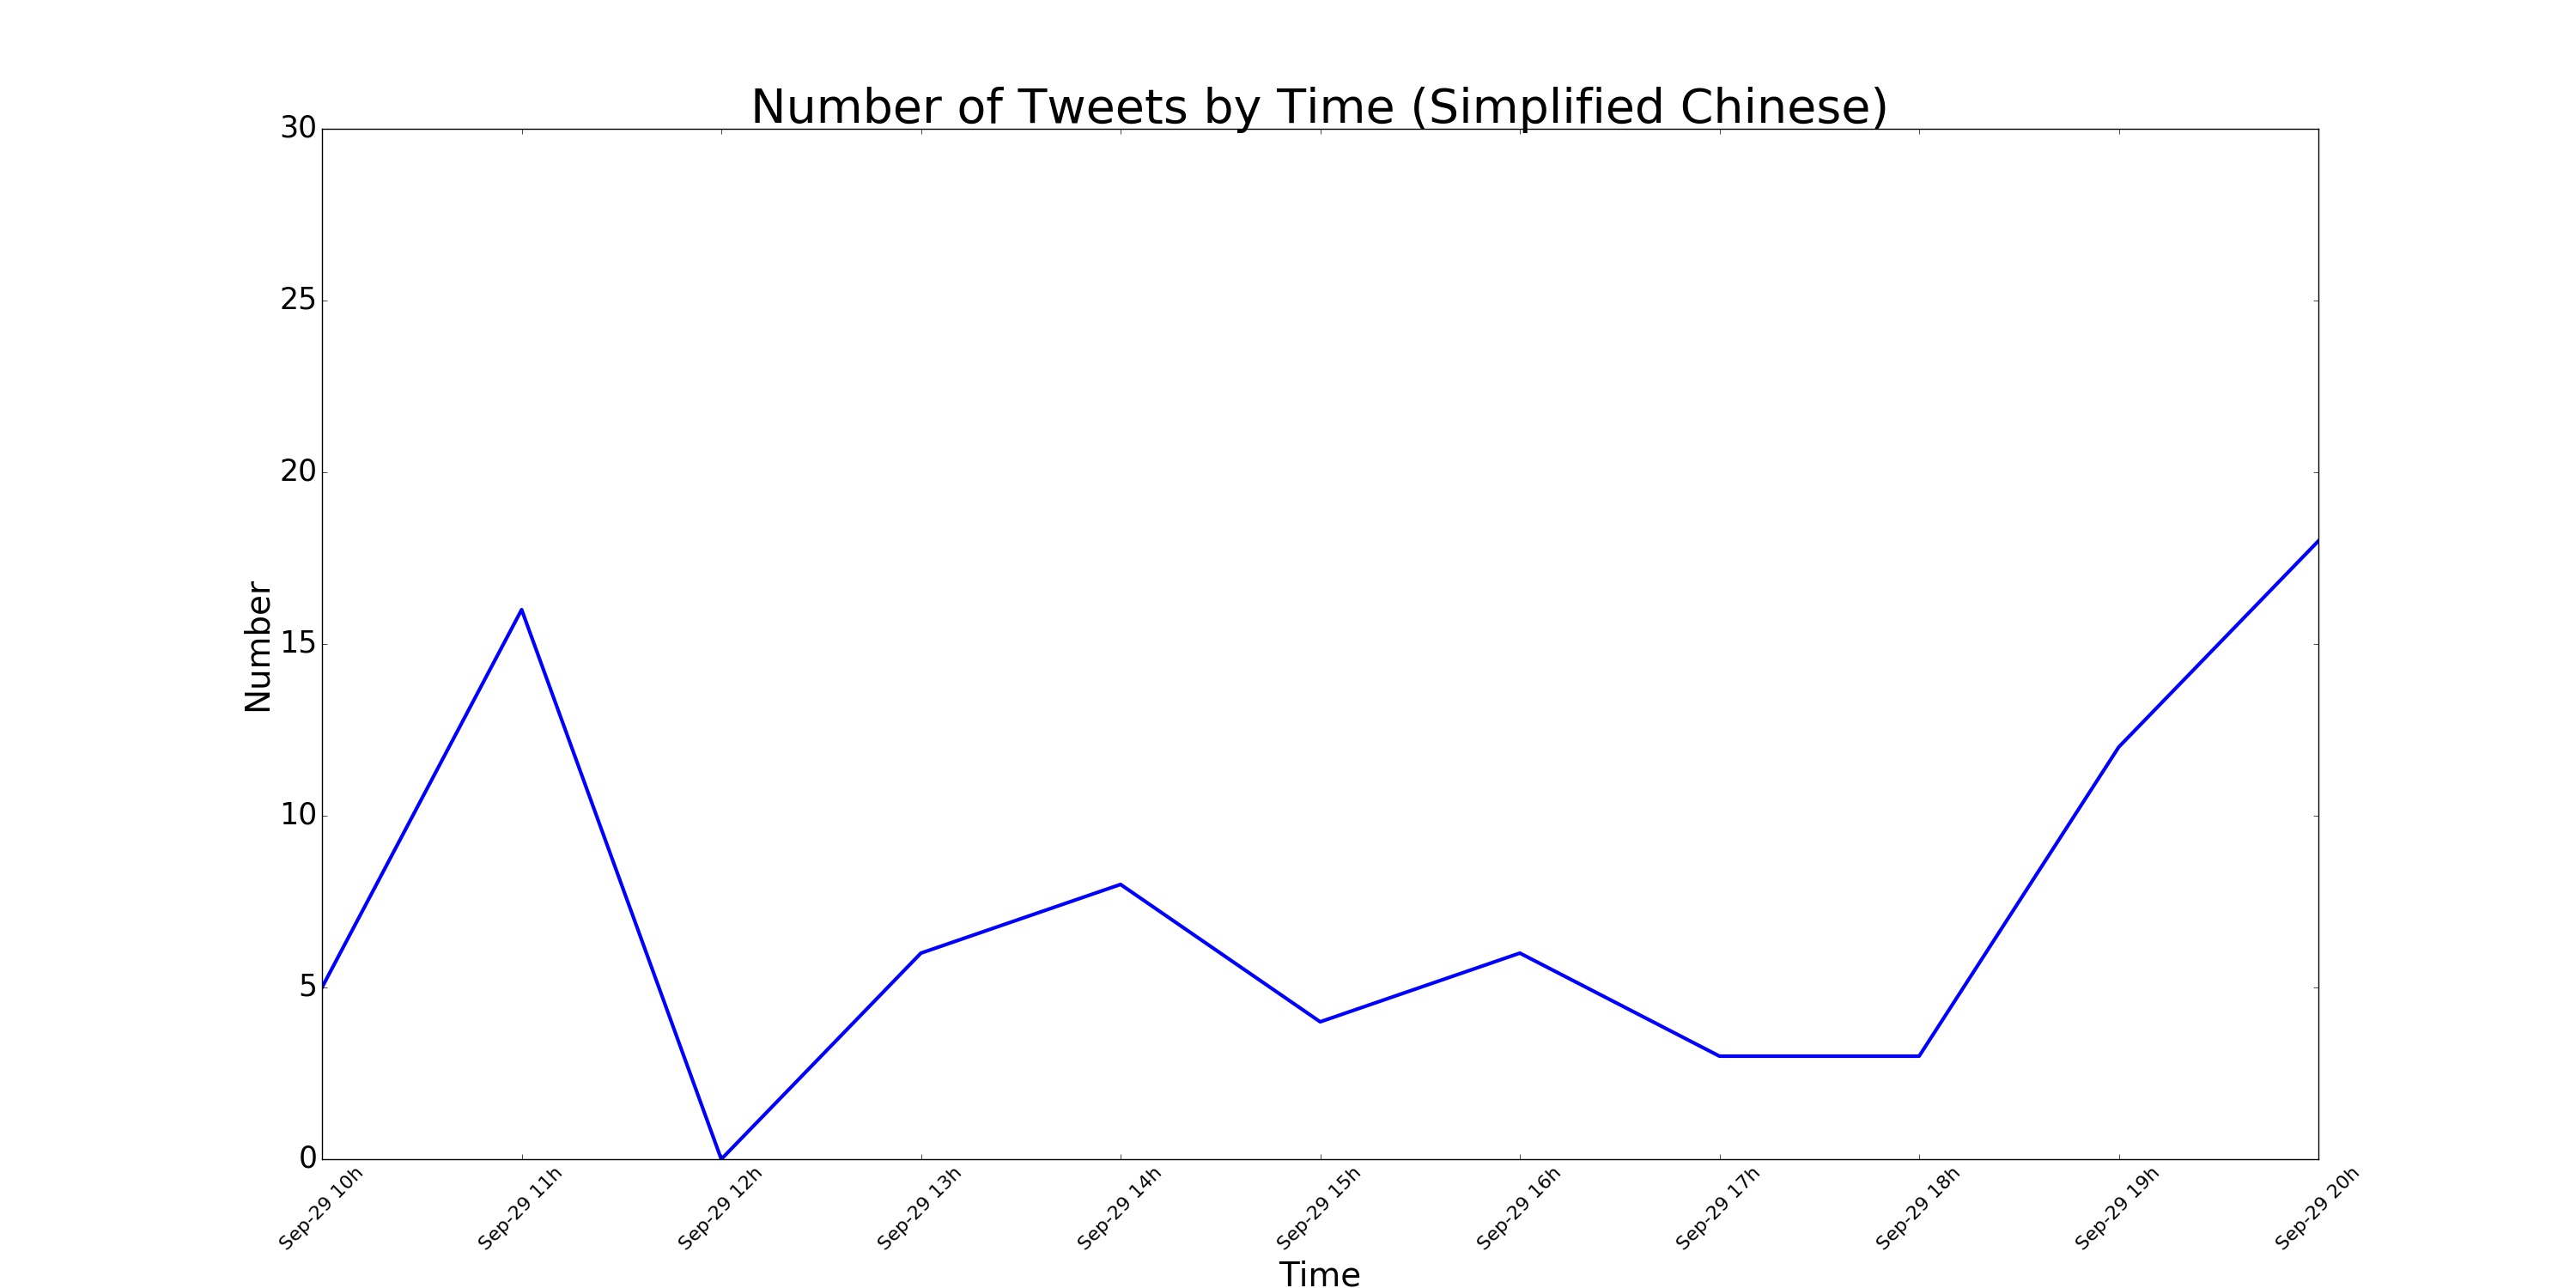 Number of Tweets by Time (Simplified Chinese)
30
25
20
15
10
5
0
Number
Sep-29 10h
Sep-29 11h
Sep-29 12h
Sep-29 13h
Sep-29 14h
Sep-29 15h
Sep-29 16h
Sep-29 17h
Sep-29 18h
Sep-29 19h
Sep-29 20h
Time